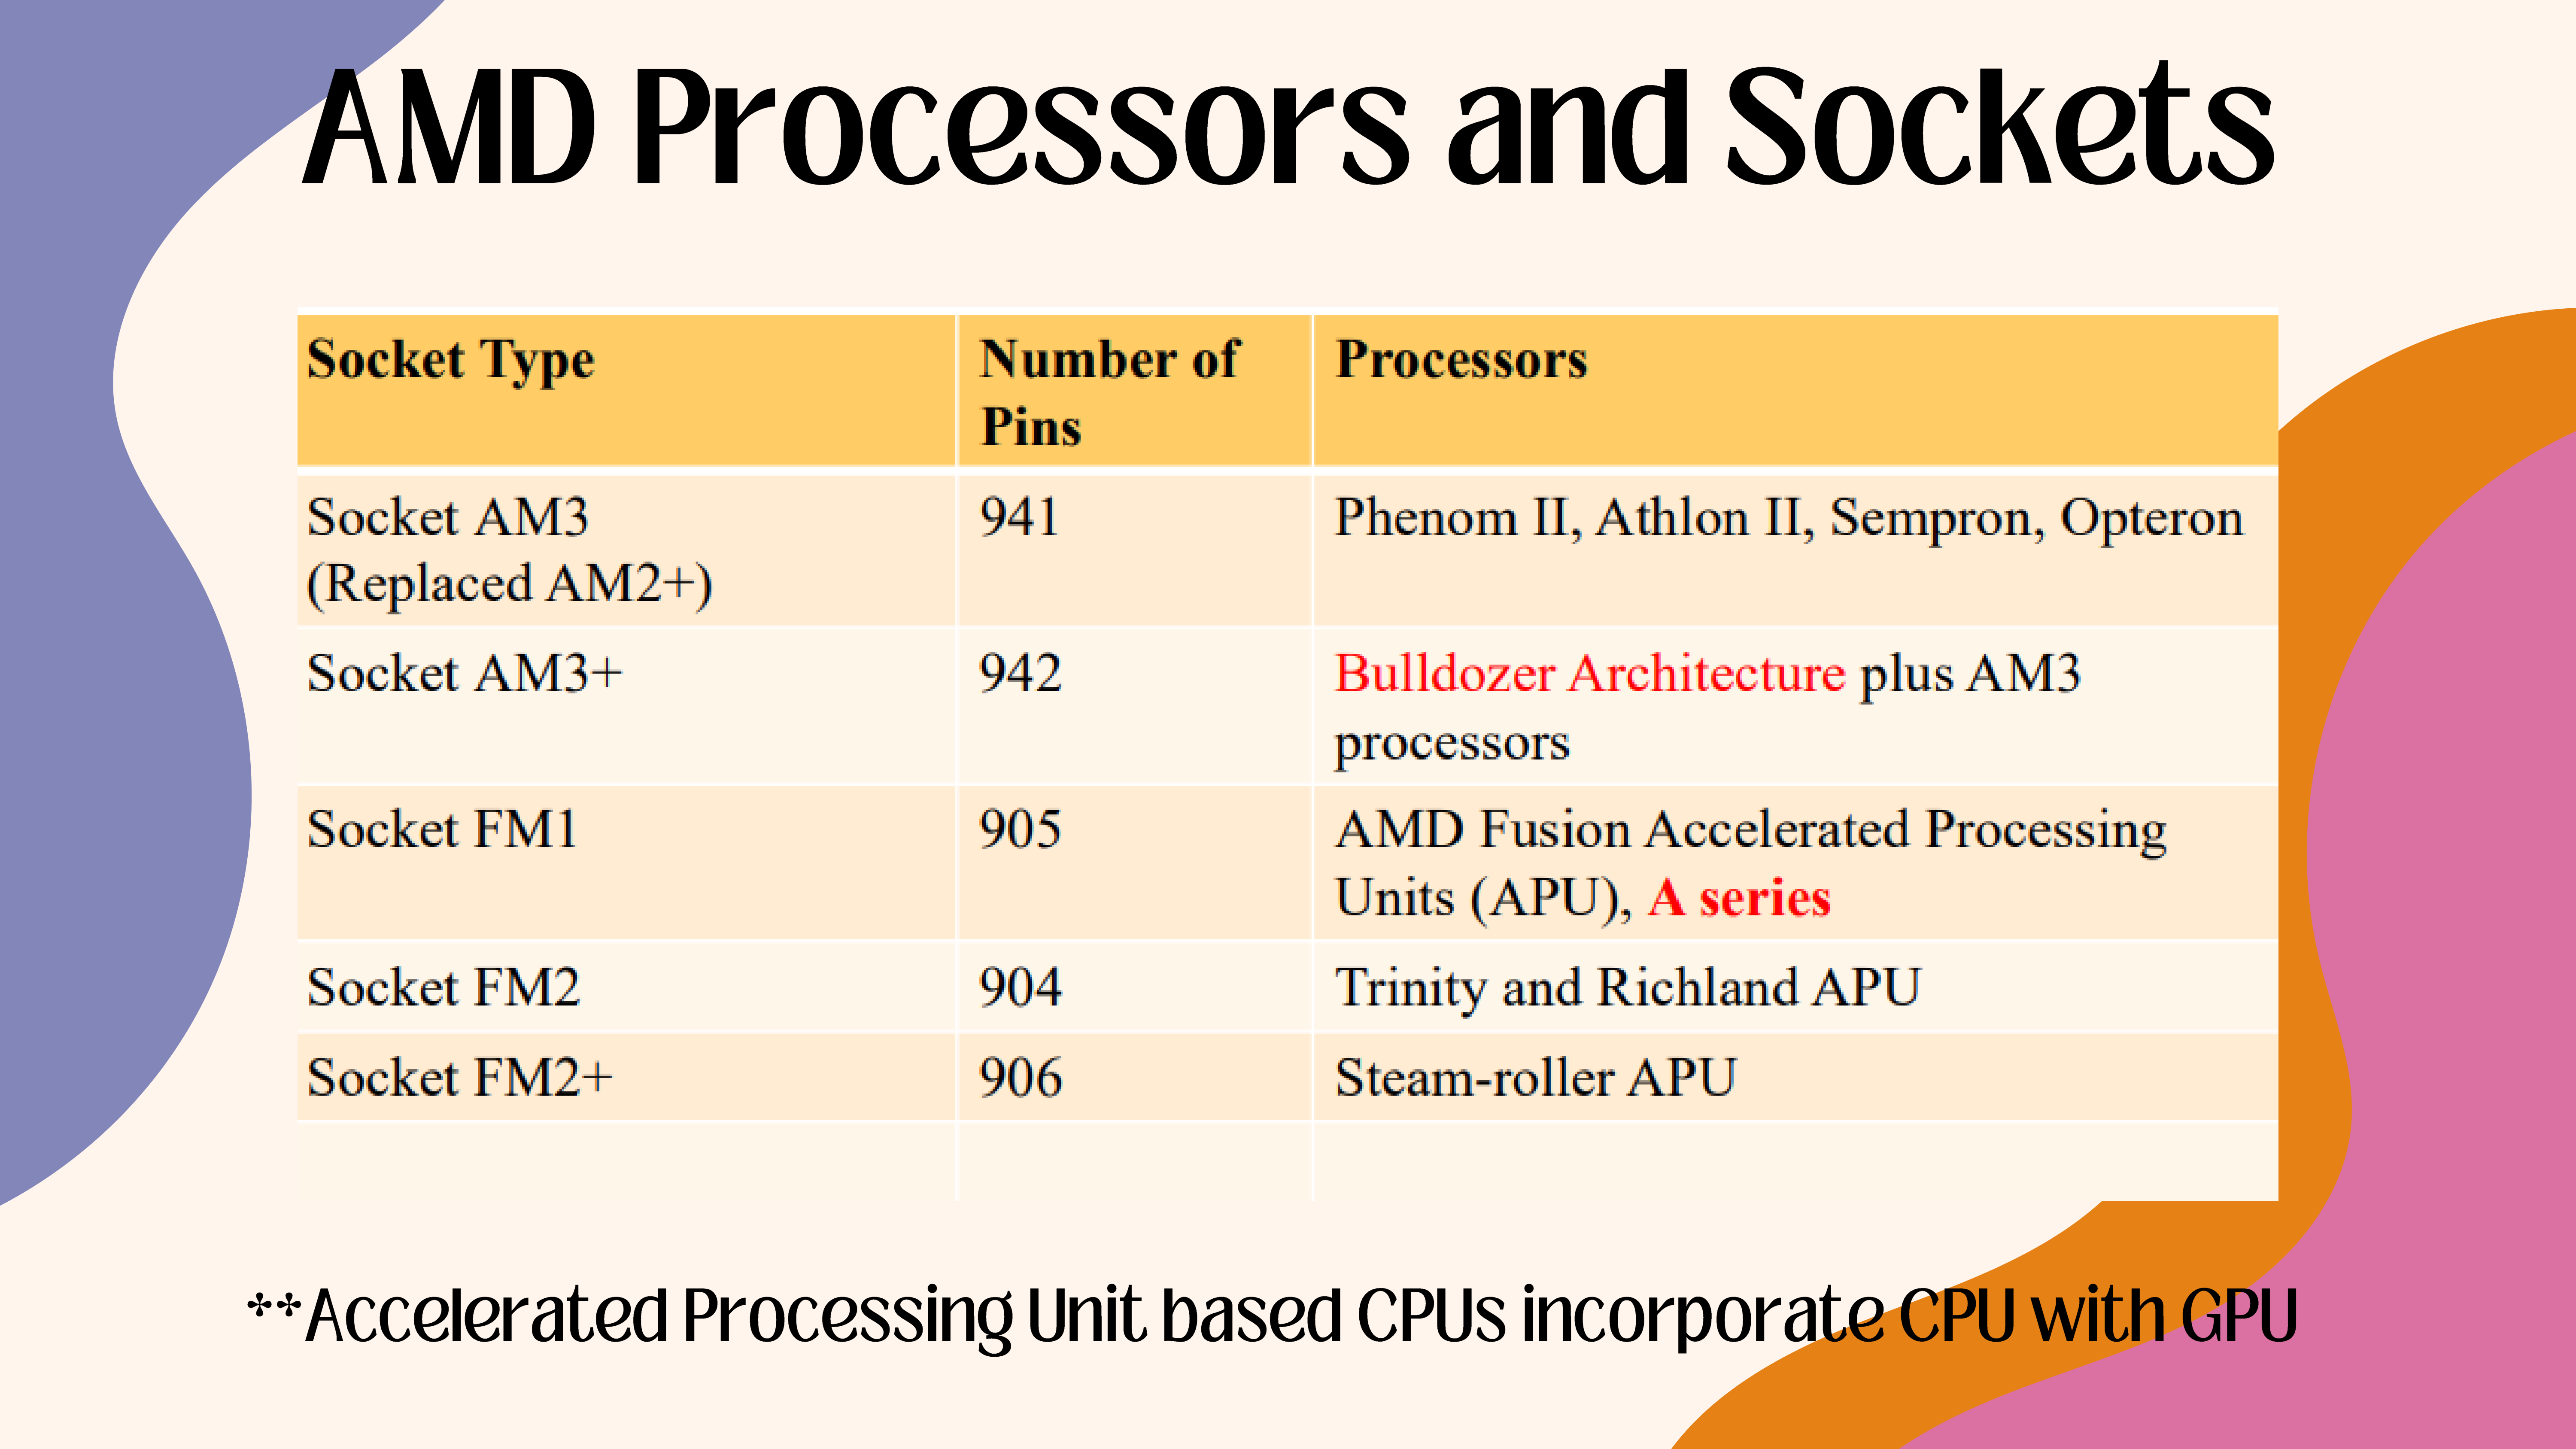 AMD Processors and Sockets
Socket Type
Number of
Pins
Processors
Socket AM3
(Replaced AM2+)
941
Phenom II, Athlon II, Sempron, Opteron
Socket AM3+
942
Bulldozer Architecture plus AM3
processors
Socket FM1
905
AMD Fusion Accelerated Processing
Units (APU), A series
Socket FM2
904
Trinity and Richland APU
Socket FM2+
906
Steam-roller APU
**Accelerated Processing Unit based CPUs incorporate CPU with GPU